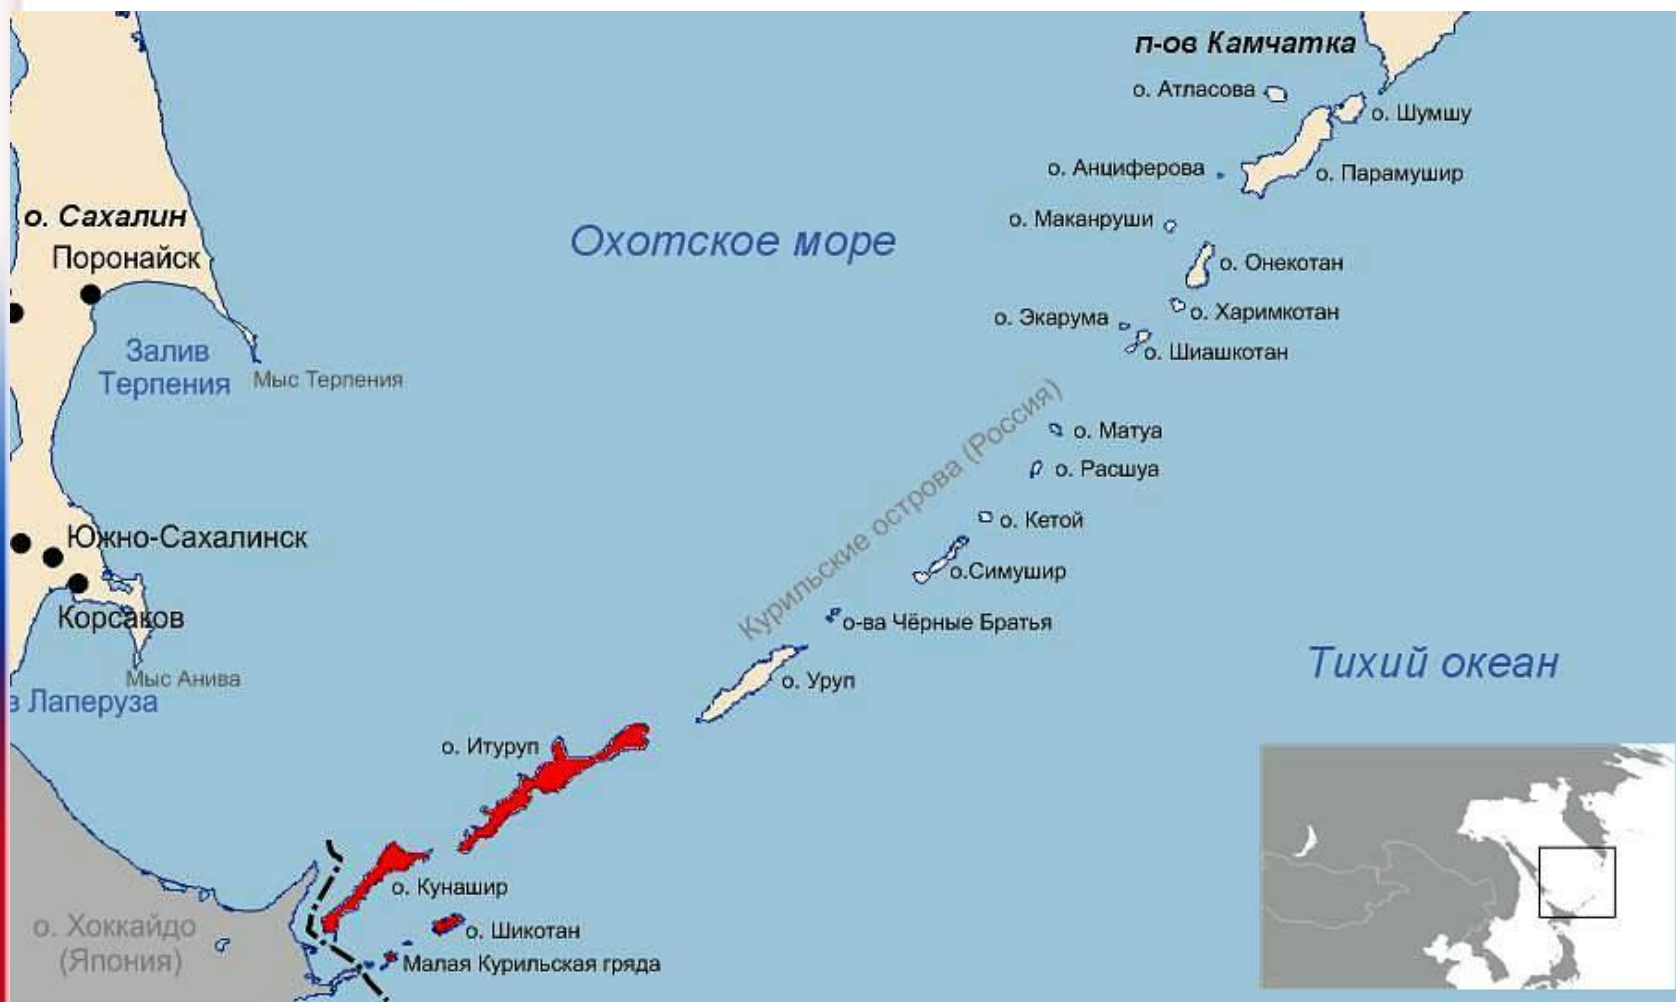 п-ов Камчатка
о. Атласова
о. Шумшу
о. Анциферова
о. Парамушир
о. Сахалин
о. Маканруши
Охотское море
Поронайск
о. Онекотан
о. Харимкотан
о. Экарума
о. Шиашкотан
Залив
Терпения
Мыс Терпения
Курильские острова (Россия)
о. Матуа
о. Расшуа
о. Кетой
Южно-Сахалинск
о.Симушир
Корсаков
о-ва Чёрные Братья
Тихий океан
Мыс Анива
о. Уруп
в Лаперуза
о. Итуруп
о. Кунашир
о. Хоккайдо
(Япония)
о. Шикотан
Малая Курильская гряда